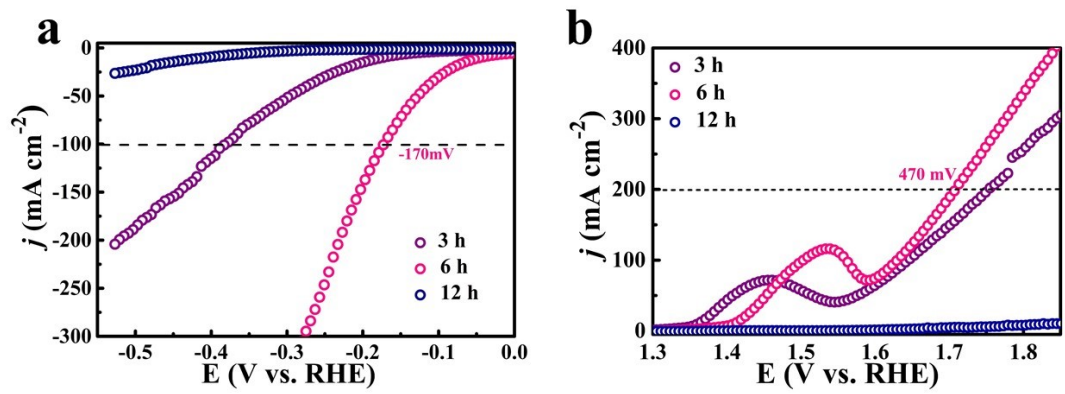 a
0
-50
-100
-150
-200
-250
-300
j (mA cm⁻²)
-170mV
3 h
6 h
12 h
-0.5
-0.4
-0.3
-0.2
-0.1
0.0
E (V vs. RHE)
b
400
300
200
100
0
j (mA cm⁻²)
3 h
6 h
12 h
470 mV
1.3
1.4
1.5
1.6
1.7
1.8
E (V vs. RHE)